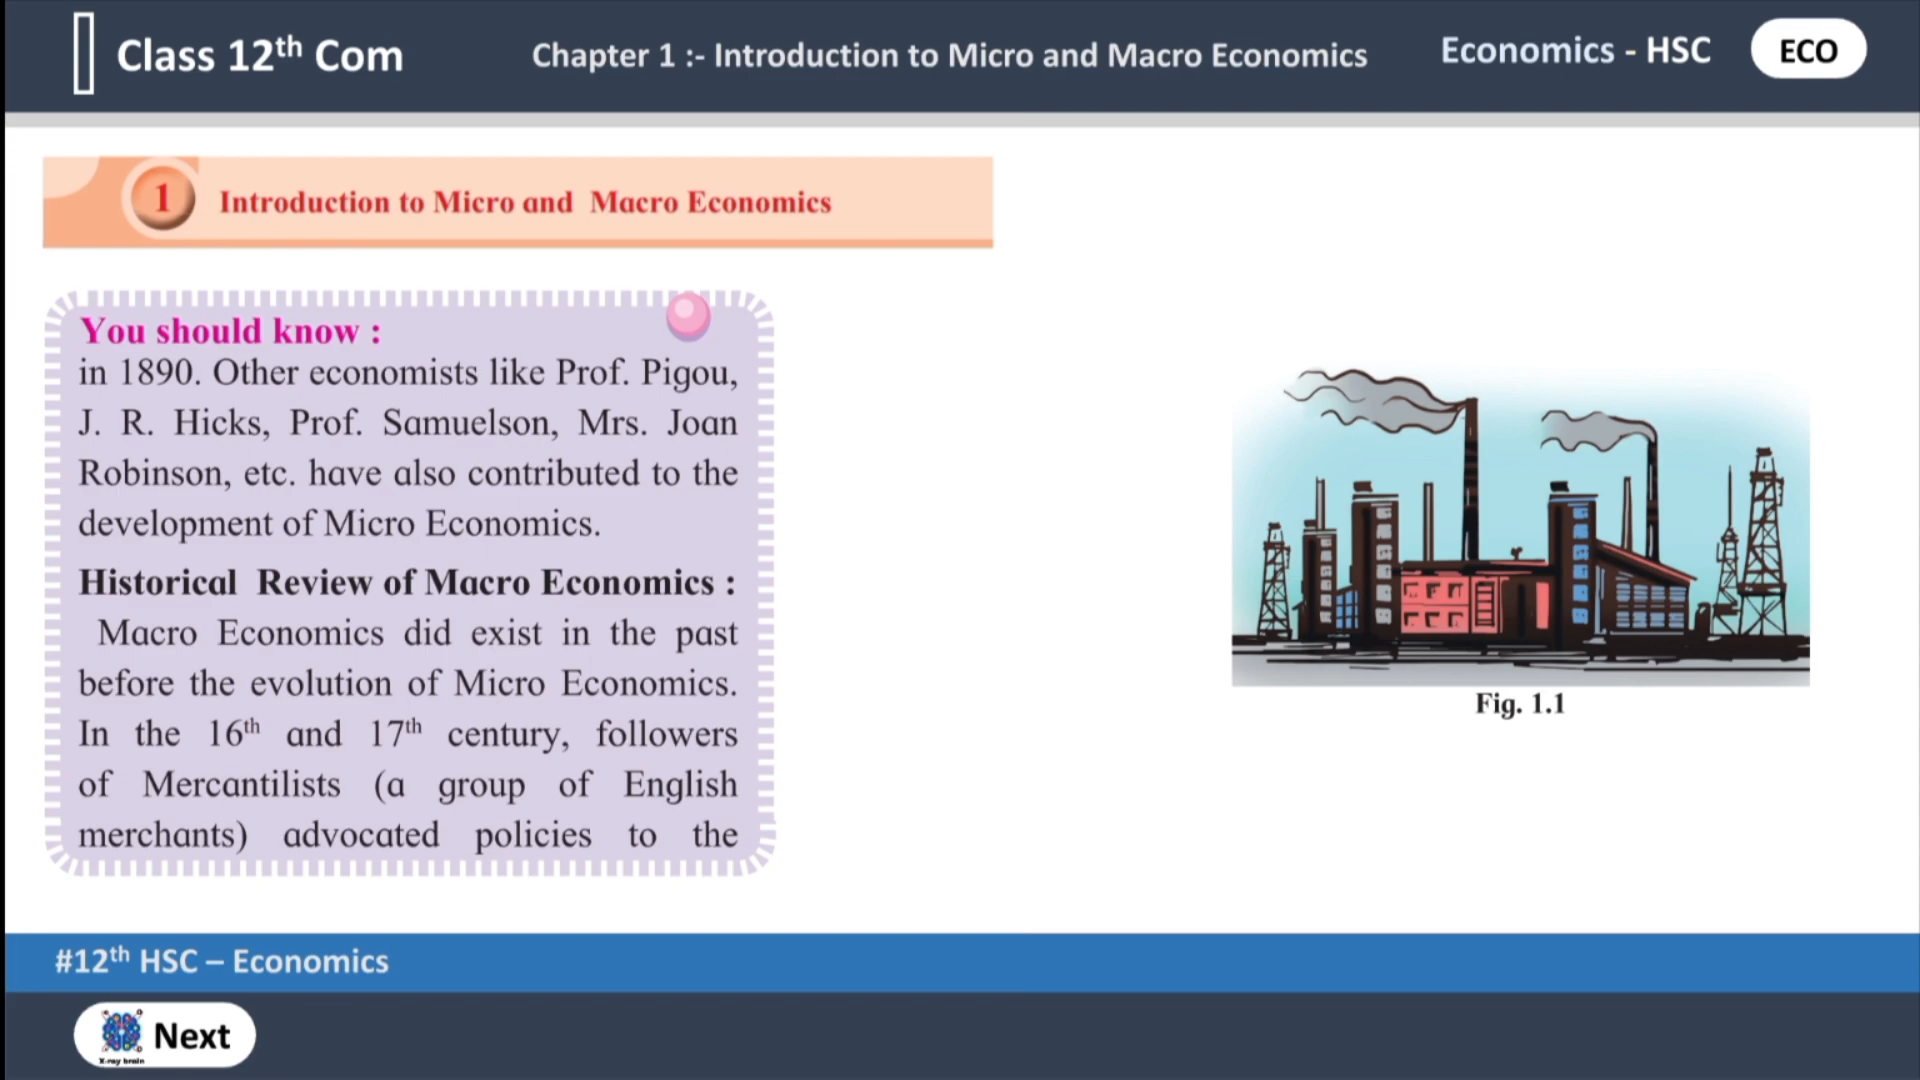 Class 12th Com
Chapter 1 :- Introduction to Micro and Macro Economics
Economics - HSC
ECO
1 Introduction to Micro and Macro Economics
You should know :
in 1890. Other economists like Prof. Pigou,
J. R. Hicks, Prof. Samuelson, Mrs. Joan
Robinson, etc. have also contributed to the
development of Micro Economics.
Historical Review of Macro Economics :
Macro Economics did exist in the past
before the evolution of Micro Economics.
In the 16th and 17th century, followers
of Mercantilists (a group of English
merchants) advocated policies to the
Fig. 1.1
#12th HSC – Economics
X-ray brain
Next